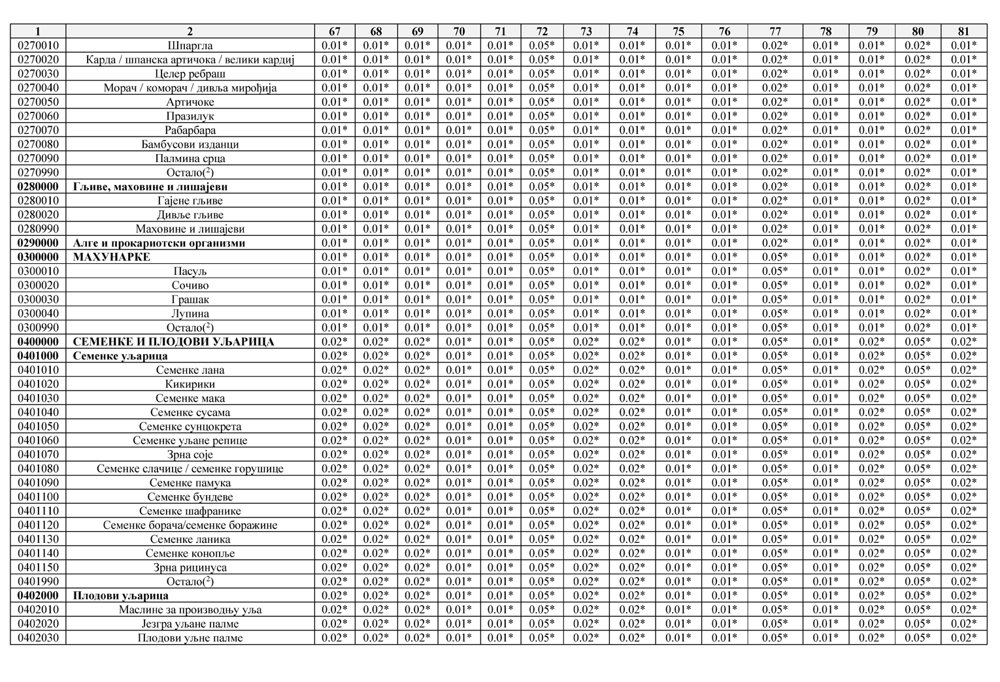 1 2 67 68 69 70 71 72 73 74 75 76 77 78 79 80 81
0270010 Шпаргла 0.01* 0.01* 0.01* 0.01* 0.01* 0.05* 0.01* 0.01* 0.01* 0.01* 0.02* 0.01* 0.01* 0.02* 0.01*
0270020 Карда / шпанска артичока / велики кардиј 0.01* 0.01* 0.01* 0.01* 0.01* 0.05* 0.01* 0.01* 0.01* 0.01* 0.02* 0.01* 0.01* 0.02* 0.01*
0270030 Целер ребраш 0.01* 0.01* 0.01* 0.01* 0.01* 0.05* 0.01* 0.01* 0.01* 0.01* 0.02* 0.01* 0.01* 0.02* 0.01*
0270040 Морач / коморач / дивља мирођија 0.01* 0.01* 0.01* 0.01* 0.01* 0.05* 0.01* 0.01* 0.01* 0.01* 0.02* 0.01* 0.01* 0.02* 0.01*
0270050 Артичоке 0.01* 0.01* 0.01* 0.01* 0.01* 0.05* 0.01* 0.01* 0.01* 0.01* 0.02* 0.01* 0.01* 0.02* 0.01*
0270060 Празилук 0.01* 0.01* 0.01* 0.01* 0.01* 0.05* 0.01* 0.01* 0.01* 0.01* 0.02* 0.01* 0.01* 0.02* 0.01*
0270070 Рабарбара 0.01* 0.01* 0.01* 0.01* 0.01* 0.05* 0.01* 0.01* 0.01* 0.01* 0.02* 0.01* 0.01* 0.02* 0.01*
0270080 Бамбусови изданци 0.01* 0.01* 0.01* 0.01* 0.01* 0.05* 0.01* 0.01* 0.01* 0.01* 0.02* 0.01* 0.01* 0.02* 0.01*
0270090 Палмина срца 0.01* 0.01* 0.01* 0.01* 0.01* 0.05* 0.01* 0.01* 0.01* 0.01* 0.02* 0.01* 0.01* 0.02* 0.01*
0270990 Остало(²) 0.01* 0.01* 0.01* 0.01* 0.01* 0.05* 0.01* 0.01* 0.01* 0.01* 0.02* 0.01* 0.01* 0.02* 0.01*
0280000 Гљиве, маховине и лишајеви 0.01* 0.01* 0.01* 0.01* 0.01* 0.05* 0.01* 0.01* 0.01* 0.01* 0.02* 0.01* 0.01* 0.02* 0.01*
0280010 Гајене гљиве 0.01* 0.01* 0.01* 0.01* 0.01* 0.05* 0.01* 0.01* 0.01* 0.01* 0.02* 0.01* 0.01* 0.02* 0.01*
0280020 Дивље гљиве 0.01* 0.01* 0.01* 0.01* 0.01* 0.05* 0.01* 0.01* 0.01* 0.01* 0.02* 0.01* 0.01* 0.02* 0.01*
0280990 Маховине и лишајеви 0.01* 0.01* 0.01* 0.01* 0.01* 0.05* 0.01* 0.01* 0.01* 0.01* 0.02* 0.01* 0.01* 0.02* 0.01*
0290000 Алге и прокариотски организми 0.01* 0.01* 0.01* 0.01* 0.01* 0.05* 0.01* 0.01* 0.01* 0.01* 0.02* 0.01* 0.01* 0.02* 0.01*
0300000 МАХУНАРКЕ 0.01* 0.01* 0.01* 0.01* 0.01* 0.05* 0.01* 0.01* 0.01* 0.01* 0.05* 0.01* 0.01* 0.02* 0.01*
0300010 Пасуљ 0.01* 0.01* 0.01* 0.01* 0.01* 0.05* 0.01* 0.01* 0.01* 0.01* 0.05* 0.01* 0.01* 0.02* 0.01*
0300020 Сочиво 0.01* 0.01* 0.01* 0.01* 0.01* 0.05* 0.01* 0.01* 0.01* 0.01* 0.05* 0.01* 0.01* 0.02* 0.01*
0300030 Грашак 0.01* 0.01* 0.01* 0.01* 0.01* 0.05* 0.01* 0.01* 0.01* 0.01* 0.05* 0.01* 0.01* 0.02* 0.01*
0300040 Лупина 0.01* 0.01* 0.01* 0.01* 0.01* 0.05* 0.01* 0.01* 0.01* 0.01* 0.05* 0.01* 0.01* 0.02* 0.01*
0300990 Остало(²) 0.01* 0.01* 0.01* 0.01* 0.01* 0.05* 0.01* 0.01* 0.01* 0.01* 0.05* 0.01* 0.01* 0.02* 0.01*
0400000 СЕМЕНКЕ И ПЛОДОВИ УЉАРИЦА 0.02* 0.02* 0.02* 0.01* 0.01* 0.05* 0.02* 0.02* 0.01* 0.01* 0.05* 0.01* 0.02* 0.05* 0.02*
0401000 Семенке уљарица 0.02* 0.02* 0.02* 0.01* 0.01* 0.05* 0.02* 0.02* 0.01* 0.01* 0.05* 0.01* 0.02* 0.05* 0.02*
0401010 Семенке лана 0.02* 0.02* 0.02* 0.01* 0.01* 0.05* 0.02* 0.02* 0.01* 0.01* 0.05* 0.01* 0.02* 0.05* 0.02*
0401020 Кикирики 0.02* 0.02* 0.02* 0.01* 0.01* 0.05* 0.02* 0.02* 0.01* 0.01* 0.05* 0.01* 0.02* 0.05* 0.02*
0401030 Семенке мака 0.02* 0.02* 0.02* 0.01* 0.01* 0.05* 0.02* 0.02* 0.01* 0.01* 0.05* 0.01* 0.02* 0.05* 0.02*
0401040 Семенке сусама 0.02* 0.02* 0.02* 0.01* 0.01* 0.05* 0.02* 0.02* 0.01* 0.01* 0.05* 0.01* 0.02* 0.05* 0.02*
0401050 Семенке сунцокрета 0.02* 0.02* 0.02* 0.01* 0.01* 0.05* 0.02* 0.02* 0.01* 0.01* 0.05* 0.01* 0.02* 0.05* 0.02*
0401060 Семенке уљане репице 0.02* 0.02* 0.02* 0.01* 0.01* 0.05* 0.02* 0.02* 0.01* 0.01* 0.05* 0.01* 0.02* 0.05* 0.02*
0401070 Зрна соје 0.02* 0.02* 0.02* 0.01* 0.01* 0.05* 0.02* 0.02* 0.01* 0.01* 0.05* 0.01* 0.02* 0.05* 0.02*
0401080 Семенке слачице / семенке горушице 0.02* 0.02* 0.02* 0.01* 0.01* 0.05* 0.02* 0.02* 0.01* 0.01* 0.05* 0.01* 0.02* 0.05* 0.02*
0401090 Семенке памука 0.02* 0.02* 0.02* 0.01* 0.01* 0.05* 0.02* 0.02* 0.01* 0.01* 0.05* 0.01* 0.02* 0.05* 0.02*
0401100 Семенке бундеве 0.02* 0.02* 0.02* 0.01* 0.01* 0.05* 0.02* 0.02* 0.01* 0.01* 0.05* 0.01* 0.02* 0.05* 0.02*
0401110 Семенке шафранике 0.02* 0.02* 0.02* 0.01* 0.01* 0.05* 0.02* 0.02* 0.01* 0.01* 0.05* 0.01* 0.02* 0.05* 0.02*
0401120 Семенке борача/семенке боражине 0.02* 0.02* 0.02* 0.01* 0.01* 0.05* 0.02* 0.02* 0.01* 0.01* 0.05* 0.01* 0.02* 0.05* 0.02*
0401130 Семенке ланика 0.02* 0.02* 0.02* 0.01* 0.01* 0.05* 0.02* 0.02* 0.01* 0.01* 0.05* 0.01* 0.02* 0.05* 0.02*
0401140 Семенке конопље 0.02* 0.02* 0.02* 0.01* 0.01* 0.05* 0.02* 0.02* 0.01* 0.01* 0.05* 0.01* 0.02* 0.05* 0.02*
0401150 Зрна рицинуса 0.02* 0.02* 0.02* 0.01* 0.01* 0.05* 0.02* 0.02* 0.01* 0.01* 0.05* 0.01* 0.02* 0.05* 0.02*
0401990 Остало(²) 0.02* 0.02* 0.02* 0.01* 0.01* 0.05* 0.02* 0.02* 0.01* 0.01* 0.05* 0.01* 0.02* 0.05* 0.02*
0402000 Плодови уљарица 0.02* 0.02* 0.02* 0.01* 0.01* 0.05* 0.02* 0.02* 0.01* 0.01* 0.05* 0.01* 0.02* 0.05* 0.02*
0402010 Маслине за производњу уља 0.02* 0.02* 0.02* 0.01* 0.01* 0.05* 0.02* 0.02* 0.01* 0.01* 0.05* 0.01* 0.02* 0.05* 0.02*
0402020 Језгра уљане палме 0.02* 0.02* 0.02* 0.01* 0.01* 0.05* 0.02* 0.02* 0.01* 0.01* 0.05* 0.01* 0.02* 0.05* 0.02*
0402030 Плодови уљне палме 0.02* 0.02* 0.02* 0.01* 0.01* 0.05* 0.02* 0.02* 0.01* 0.01* 0.05* 0.01* 0.02* 0.05* 0.02*